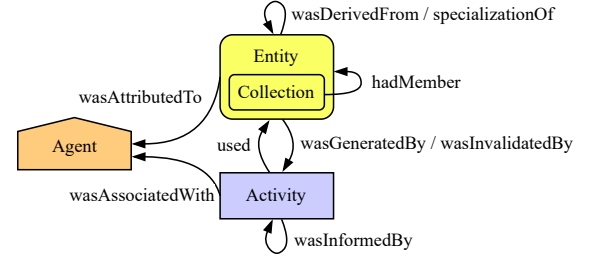 wasDerivedFrom / specializationOf
Entity
Collection
hadMember
wasAttributedTo
Agent
used
wasGeneratedBy / wasInvalidatedBy
wasAssociatedWith
Activity
wasInformedBy